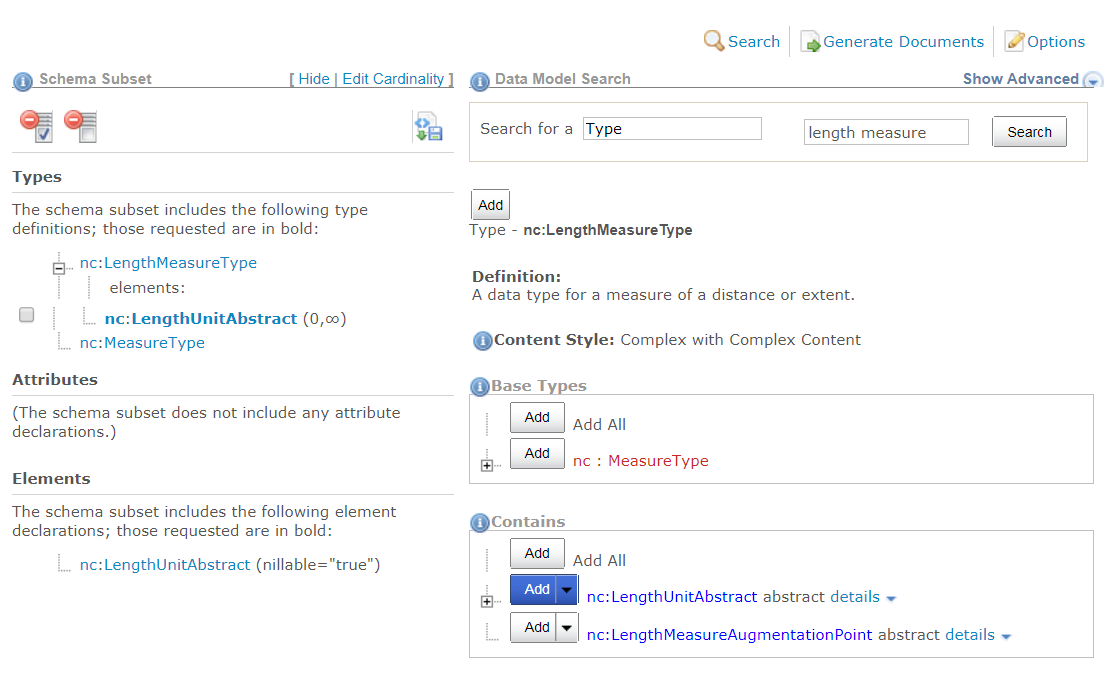 Search
Generate Documents
Options
Schema Subset
[ Hide | Edit Cardinality ]
Data Model Search
Show Advanced
Search for a Type length measure Search
Types
The schema subset includes the following type
definitions; those requested are in bold:
nc:LengthMeasureType
elements:
nc:LengthUnitAbstract (0,∞)
nc:MeasureType
Attributes
(The schema subset does not include any attribute
declarations.)
Elements
The schema subset includes the following element
declarations; those requested are in bold:
nc:LengthUnitAbstract (nillable="true")
Add
Type - nc:LengthMeasureType
Definition:
A data type for a measure of a distance or extent.
Content Style: Complex with Complex Content
Base Types
Add Add All
Add nc : MeasureType
Contains
Add Add All
Add nc:LengthUnitAbstract abstract details
Add nc:LengthMeasureAugmentationPoint abstract details